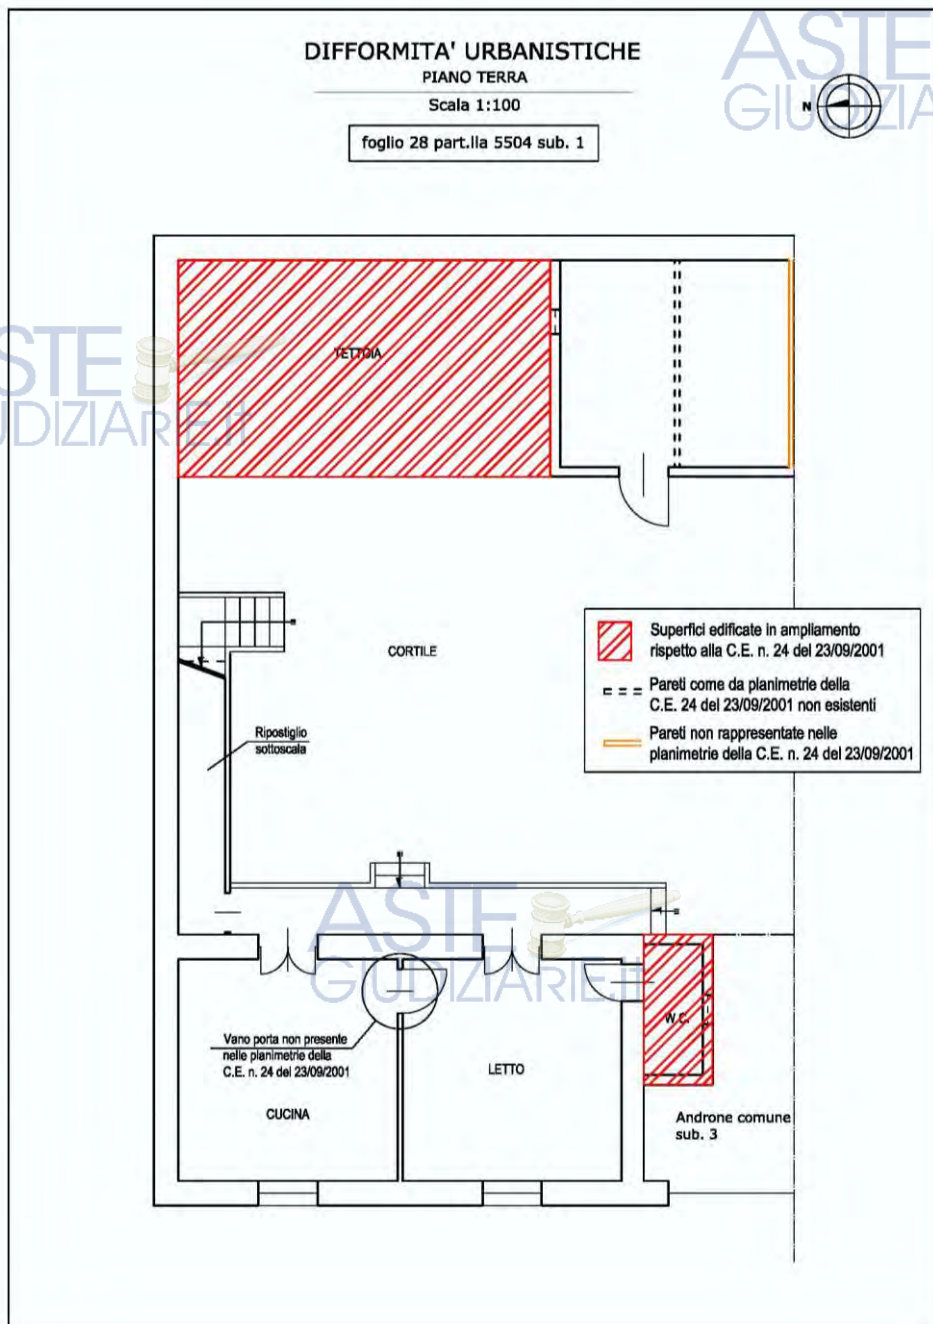 DIFFORMITA' URBANISTICHE
PIANO TERRA
Scala 1:100
foglio 28 part.lla 5504 sub. 1
ASTE
GIUDIZIA
N
TETTOIA
STE
UDIZIARIE.it
CORTILE
Superfici edificate in ampliamento
rispetto alla C.E. n. 24 del 23/09/2001
Pareti come da planimetrie della
C.E. 24 del 23/09/2001 non esistenti
Pareti non rappresentate nelle
planimetrie della C.E. n. 24 del 23/09/2001
Ripostiglio
sottoscala
ASTE
GIUDIZIARIE.it
W.C.
Vano porta non presente
nelle planimetrie della
C.E. n. 24 del 23/09/2001
LETTO
CUCINA
Androne comune
sub. 3